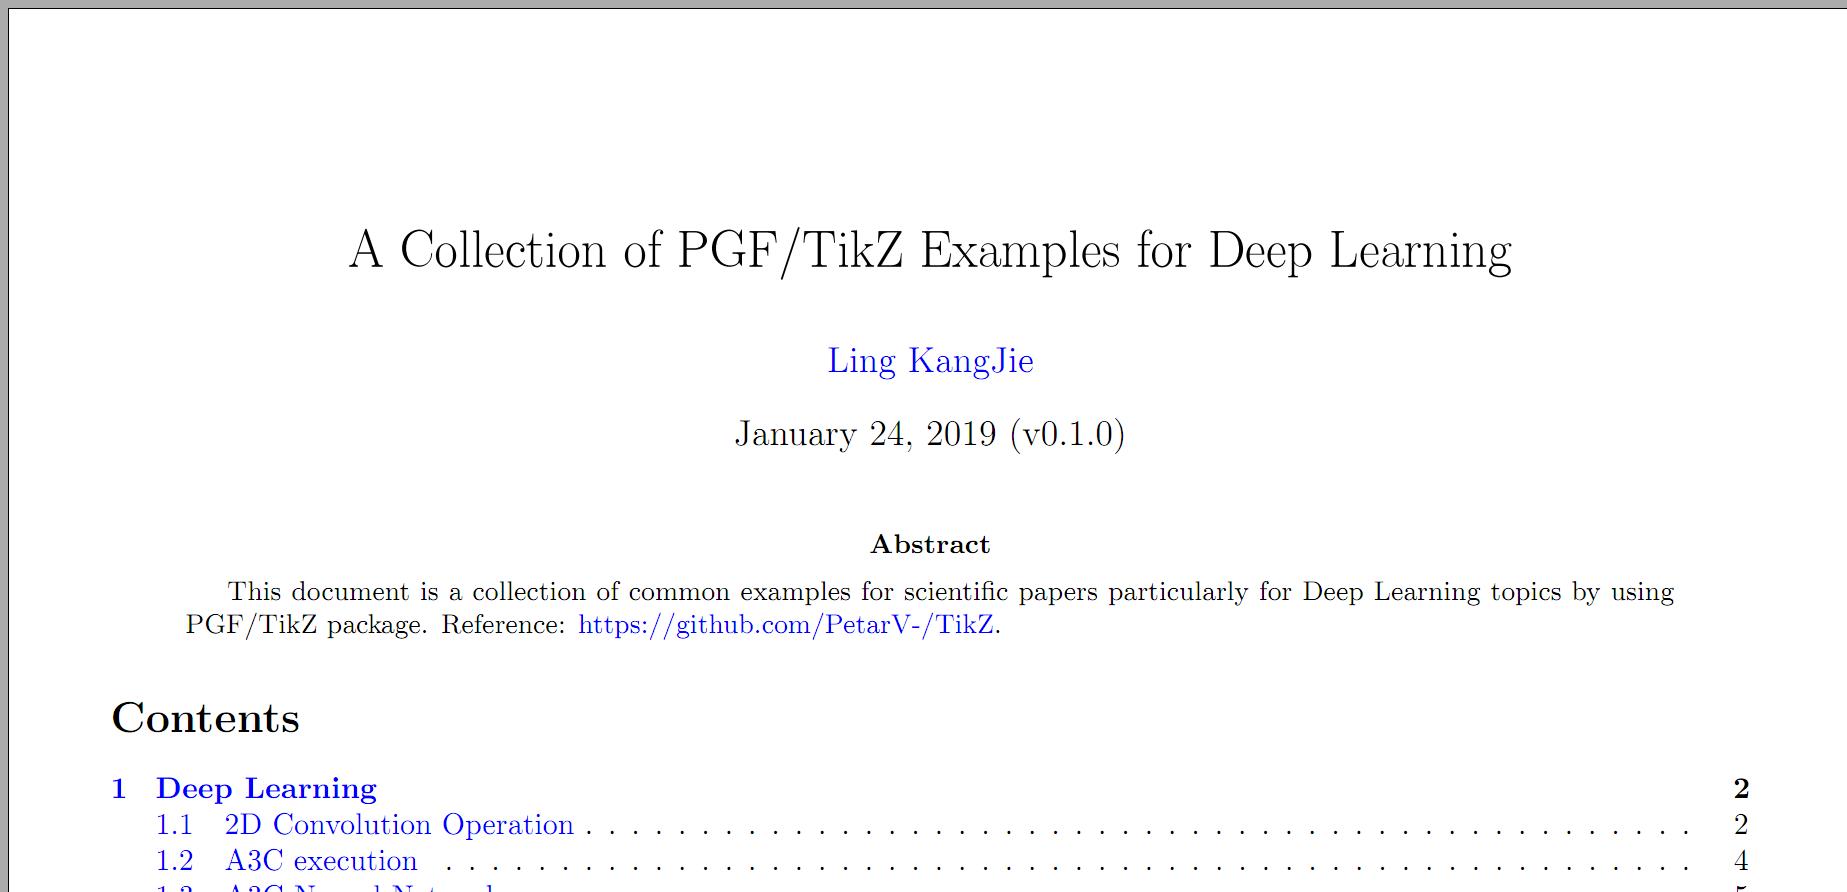 A Collection of PGF/TikZ Examples for Deep Learning
Ling KangJie
January 24, 2019 (v0.1.0)
Abstract
This document is a collection of common examples for scientific papers particularly for Deep Learning topics by using
PGF/TikZ package. Reference: https://github.com/PetarV-/TikZ.
Contents
1 Deep Learning 2
1.1 2D Convolution Operation . . . . . . . . . . . . . . . . . . . . . . . . . . . . . . . . . . . . . . . . . . . . . . . . 2
1.2 A3C execution . . . . . . . . . . . . . . . . . . . . . . . . . . . . . . . . . . . . . . . . . . . . . . . . . . . . . . 4